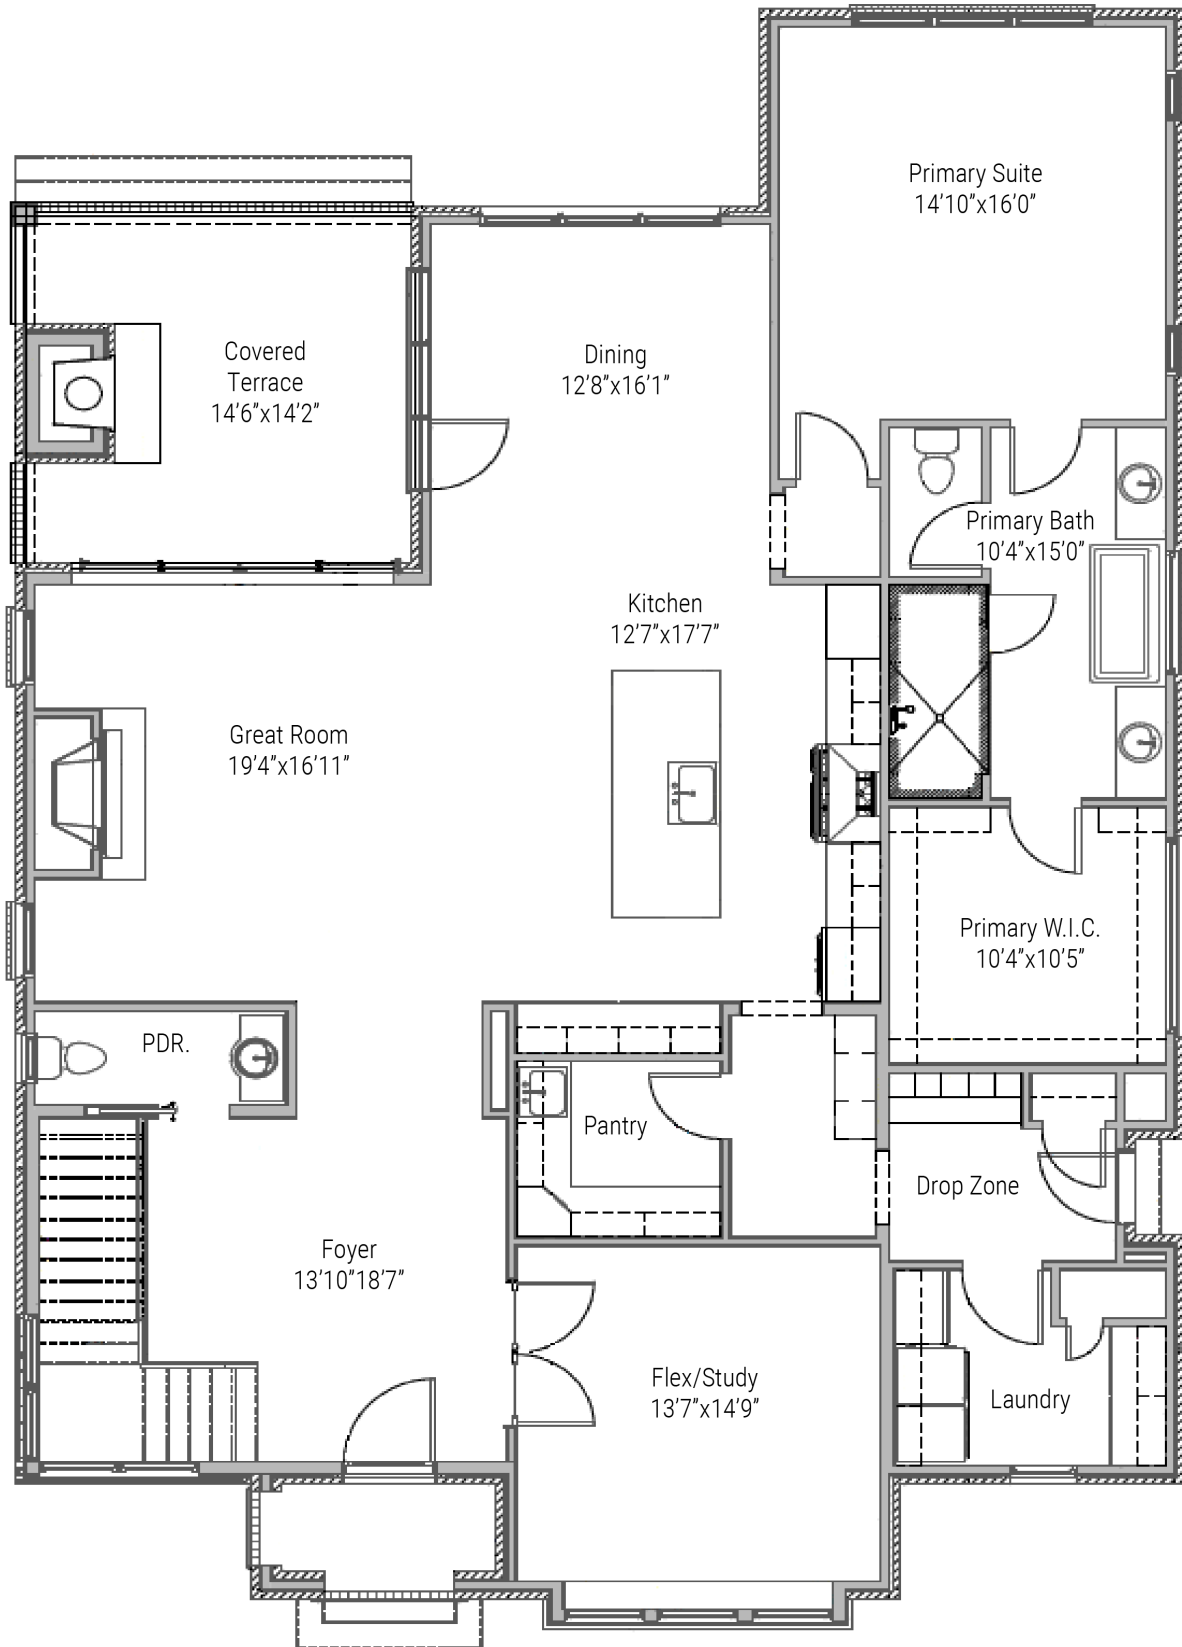 Primary Suite
14'10”x16'0”
Covered
Terrace
14'6”x14'2”
Dining
12'8”x16'1”
Primary Bath
10'4”x15'0”
Kitchen
12'7”x17'7”
Great Room
19'4”x16'11”
Primary W.I.C.
10'4”x10'5”
PDR.
Pantry
Drop Zone
Foyer
13'10”18'7”
Flex/Study
13'7”x14'9”
Laundry